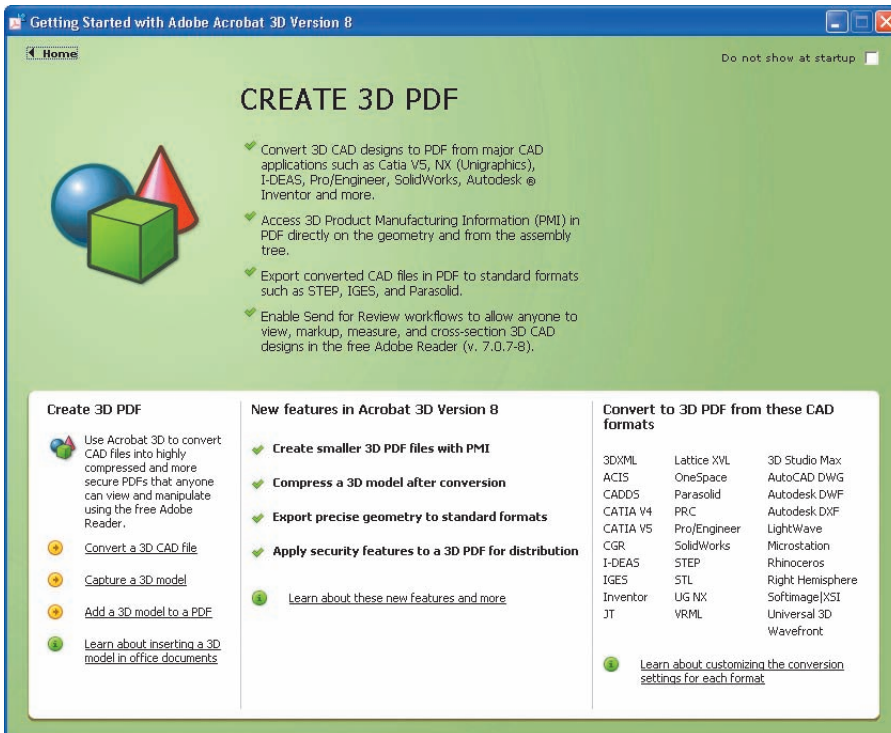 Getting Started with Adobe Acrobat 3D Version 8
Home
Do not show at startup
CREATE 3D PDF
Convert 3D CAD designs to PDF from major CAD
applications such as Catia V5, NX (Unigraphics),
I-DEAS, Pro/Engineer, SolidWorks, Autodesk ®
Inventor and more.
Access 3D Product Manufacturing Information (PMI) in
PDF directly on the geometry and from the assembly
tree.
Export converted CAD files in PDF to standard formats
such as STEP, IGES, and Parasolid.
Enable Send for Review workflows to allow anyone to
view, markup, measure, and cross-section 3D CAD
designs in the free Adobe Reader (v. 7.0.7-8).
Create 3D PDF
Use Acrobat 3D to convert
CAD files into highly
compressed and more
secure PDFs that anyone
can view and manipulate
using the free Adobe
Reader.
Convert a 3D CAD file
Capture a 3D model
Add a 3D model to a PDF
Learn about inserting a 3D
model in office documents
New features in Acrobat 3D Version 8
Create smaller 3D PDF files with PMI
Compress a 3D model after conversion
Export precise geometry to standard formats
Apply security features to a 3D PDF for distribution
Learn about these new features and more
Convert to 3D PDF from these CAD
formats
3DXML
ACIS
CADDS
CATIA V4
CATIA V5
CGR
I-DEAS
IGES
Inventor
JT
Lattice XVL
OneSpace
Parasolid
PRC
Pro/Engineer
SolidWorks
STEP
STL
UG NX
VRML
3D Studio Max
AutoCAD DWG
Autodesk DWF
Autodesk DXF
LightWave
Microstation
Rhinoceros
Right Hemisphere
Softimage|XSI
Universal 3D
Wavefront
Learn about customizing the conversion
settings for each format